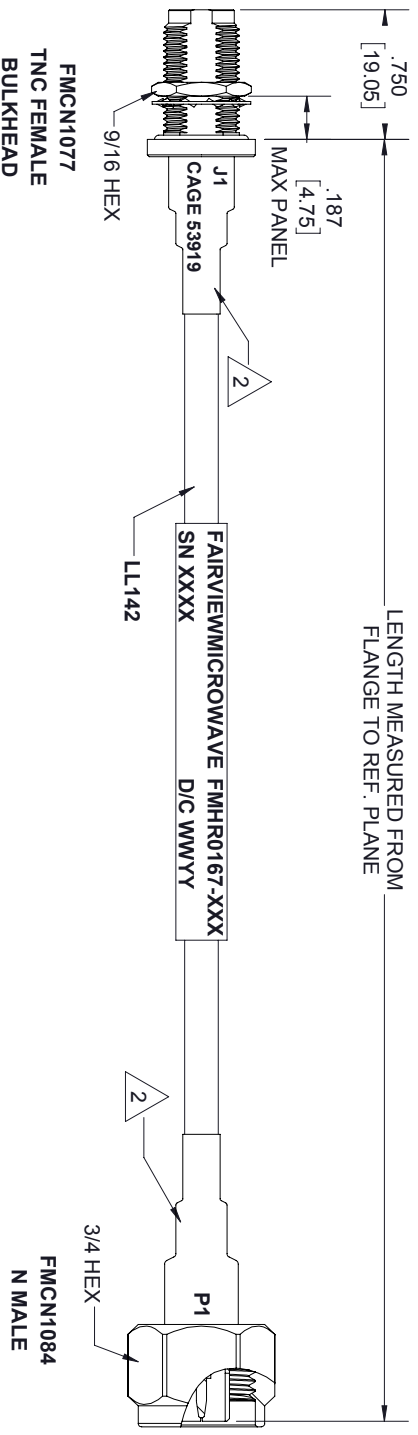 .750
[19.05]
.187
[4.75]
MAX PANEL
LENGTH MEASURED FROM
FLANGE TO REF. PLANE
J1
CAGE 53919
2
9/16 HEX
FMCN1077
TNC FEMALE
BULKHEAD
LL142
FAIRVIEWMICROWAVE FMHR0167-XXX
SN XXXX D/C WWYY
2
P1
3/4 HEX
FMCN1084
N MALE